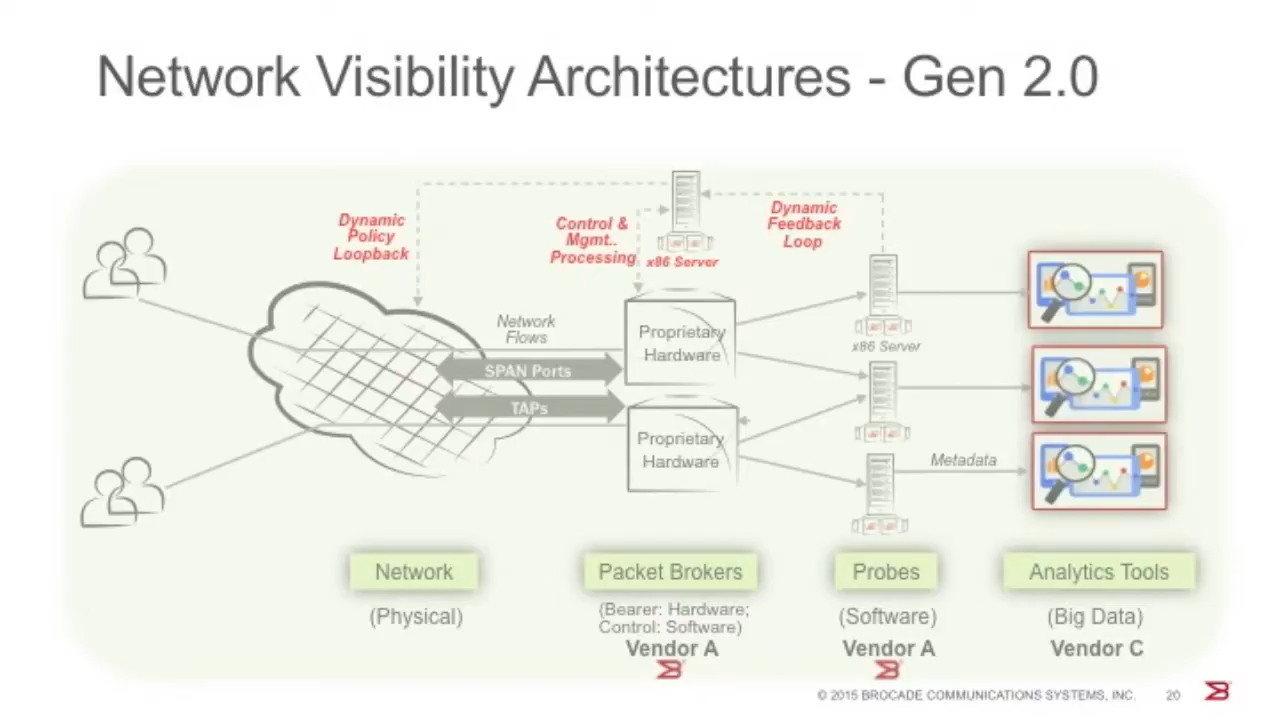 Network Visibility Architectures - Gen 2.0
Dynamic
Policy
Loopback
Control &
Mgmt..
Processing
x86 Server
Dynamic
Feedback
Loop
Network
Flows
SPAN Ports
TAPs
Proprietary
Hardware
Proprietary
Hardware
x86 Server
Metadata
Network
(Physical)
Packet Brokers
(Bearer: Hardware;
Control: Software)
Vendor A
Probes
(Software)
Vendor A
Analytics Tools
(Big Data)
Vendor C
© 2015 BROCADE COMMUNICATIONS SYSTEMS, INC. 20